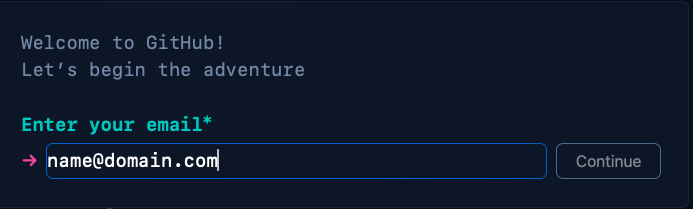 Welcome to GitHub!
Let’s begin the adventure
Enter your email*
→ name@domain.com Continue